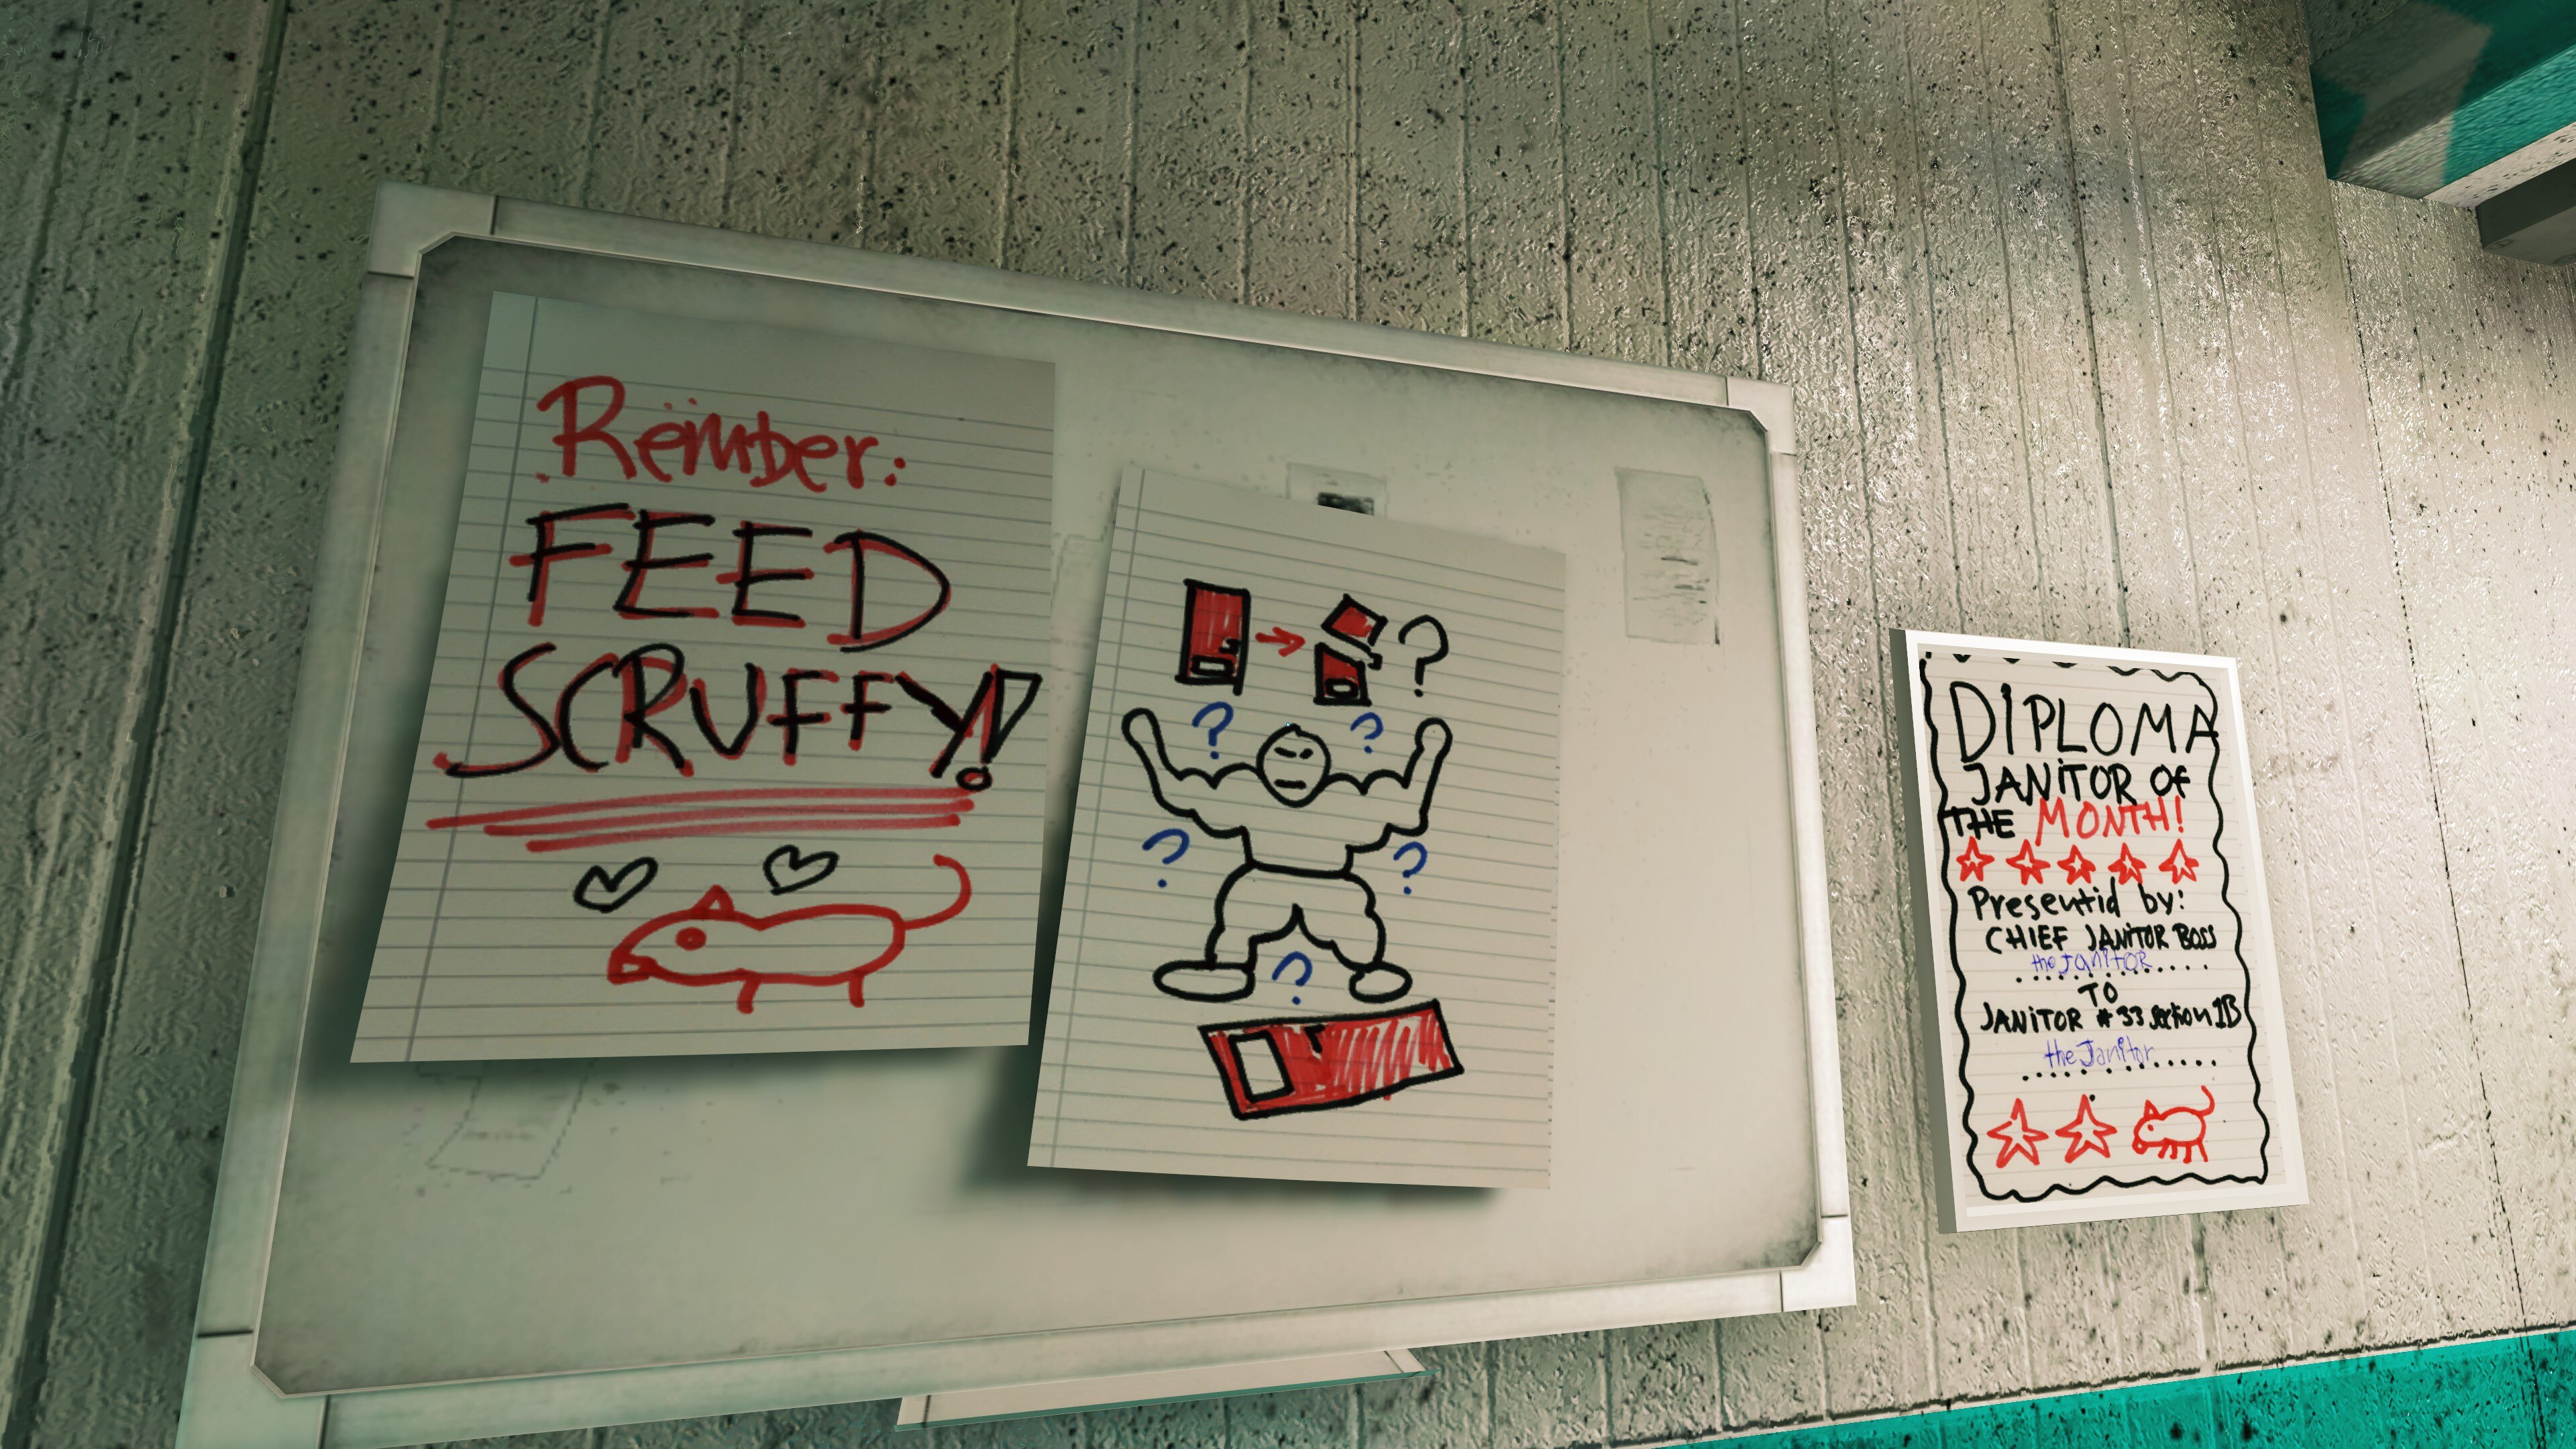 Rember:
FEED
SCRUFFY!
?
? ?
? ?
?
DIPLOMA
JANITOR OF
THE MONTH!
Presentid by:
CHIEF JANITOR BOSS
the JanitOR
TO
JANITOR # 33 section 1B
the Janitor